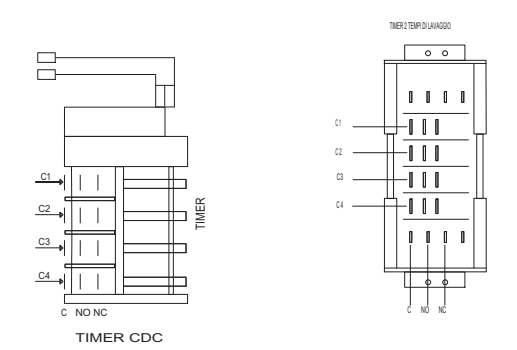 TIMER 2 TEMPI DI LAVAGGIO
C1
C2
C3
C4
C NO NC
TIMER
TIMER CDC
C1
C2
C3
C4
C NO NC